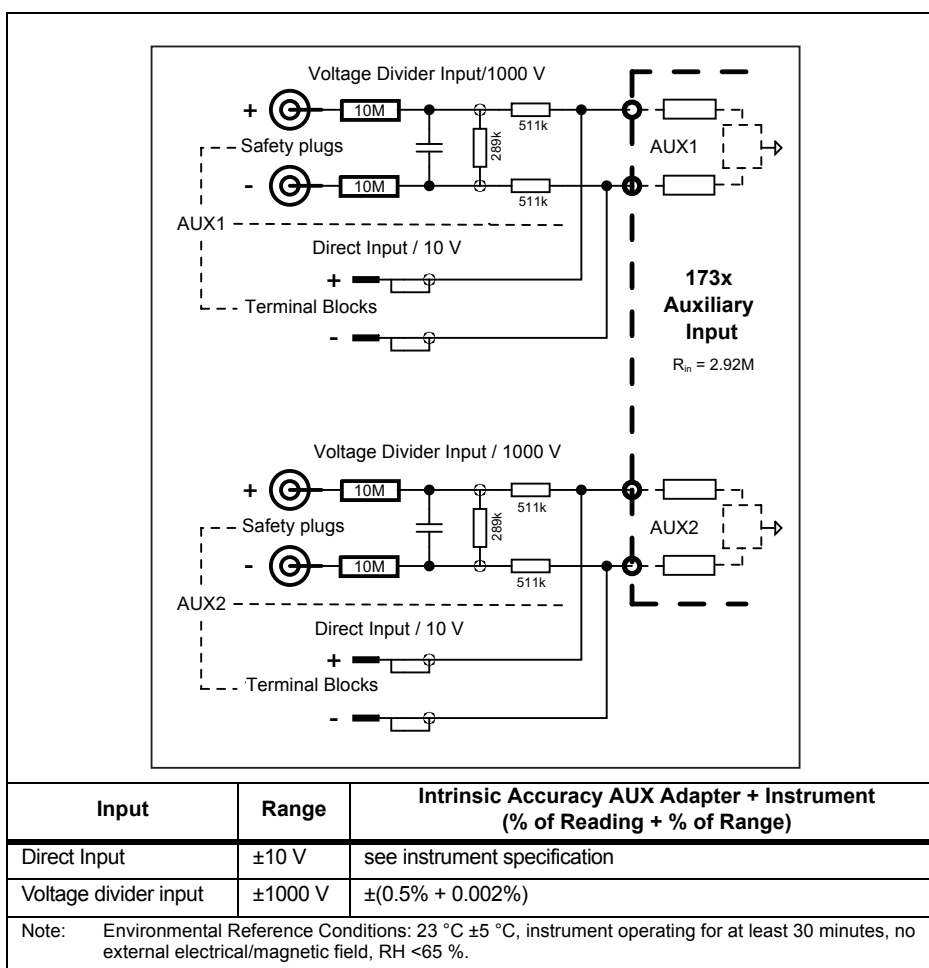 Voltage Divider Input/1000 V
+
10M
511k
Safety plugs
289k
AUX1
-
10M
511k
AUX1
Direct Input / 10 V
+
Terminal Blocks
-
173x
Auxiliary
Input
Rin = 2.92M
Voltage Divider Input / 1000 V
+
10M
511k
Safety plugs
289k
AUX2
-
10M
511k
AUX2
Direct Input / 10 V
+
Terminal Blocks
-
Input Range Intrinsic Accuracy AUX Adapter + Instrument
(% of Reading + % of Range)
Direct Input ±10 V see instrument specification
Voltage divider input ±1000 V ±(0.5% + 0.002%)
Note: Environmental Reference Conditions: 23 °C ±5 °C, instrument operating for at least 30 minutes, no
external electrical/magnetic field, RH <65 %.